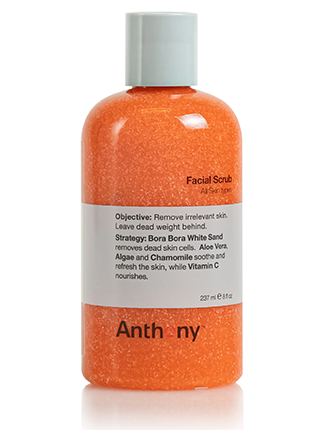 Facial Scrub
All Skin types
Objective: Remove irrelevant skin.
Leave dead weight behind.
Strategy: Bora Bora White Sand
removes dead skin cells. Aloe Vera,
Algae and Chamomile soothe and
refresh the skin, while Vitamin C
nourishes.
237 ml e 8 fl oz
Anth ny